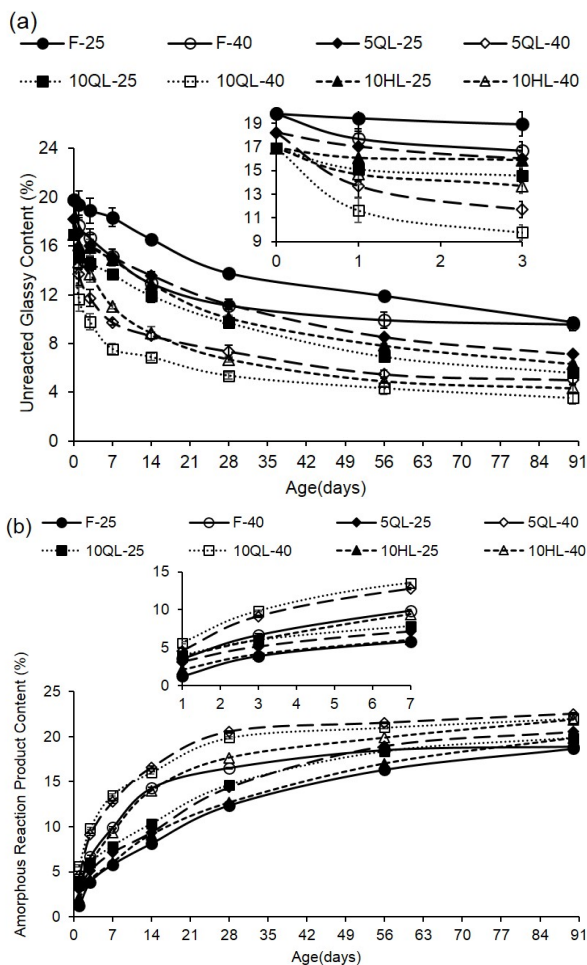 (a)
F-25 F-40 5QL-25 5QL-40
10QL-25 10QL-40 10HL-25 10HL-40
19
17
15
13
11
9
0 1 2 3
24
20
16
12
8
4
0
Unreacted Glassy Content (%)
0 7 14 21 28 35 42 49 56 63 70 77 84 91
Age(days)
(b)
F-25 F-40 5QL-25 5QL-40
10QL-25 10QL-40 10HL-25 10HL-40
15
10
5
0
1 2 3 4 5 6 7
25
20
15
10
5
0
Amorphous Reaction Product Content (%)
0 7 14 21 28 35 42 49 56 63 70 77 84 91
Age(days)